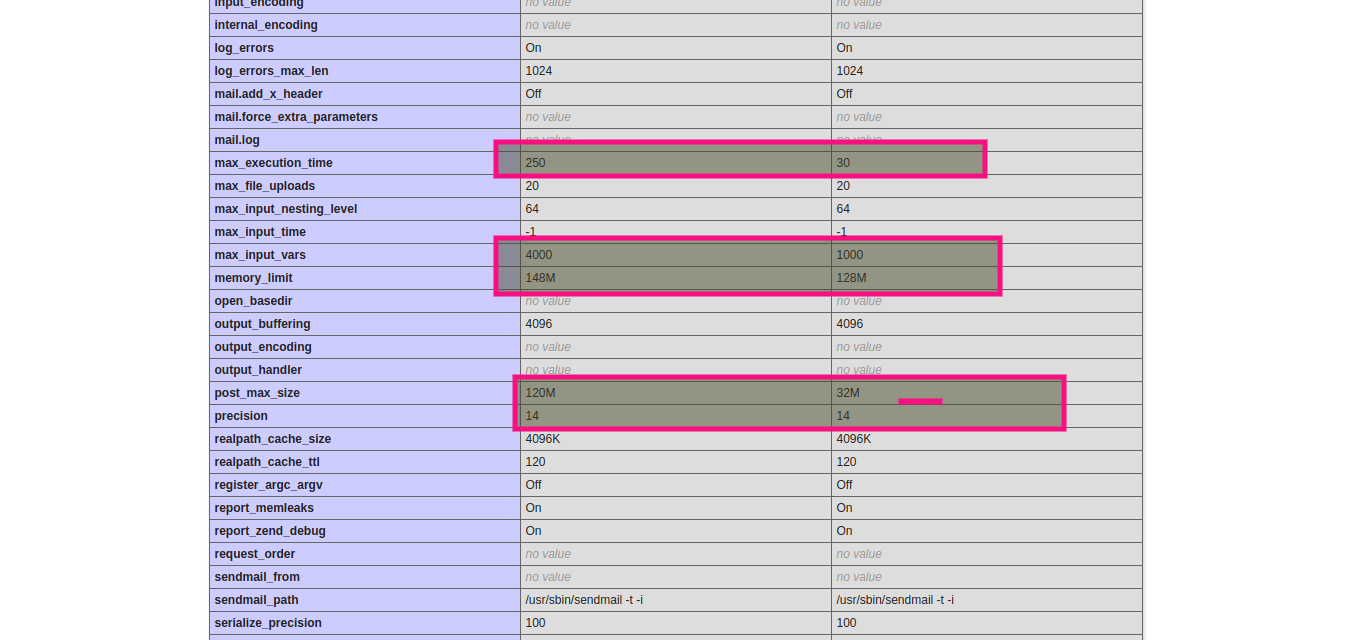 input_encoding no value no value
internal_encoding no value no value
log_errors On On
log_errors_max_len 1024 1024
mail.add_x_header Off Off
mail.force_extra_parameters no value no value
mail.log no value no value
max_execution_time 250 30
max_file_uploads 20 20
max_input_nesting_level 64 64
max_input_time -1 -1
max_input_vars 4000 1000
memory_limit 148M 128M
open_basedir no value no value
output_buffering 4096 4096
output_encoding no value no value
output_handler no value no value
post_max_size 120M 32M
precision 14 14
realpath_cache_size 4096K 4096K
realpath_cache_ttl 120 120
register_argc_argv Off Off
report_memleaks On On
report_zend_debug On On
request_order no value no value
sendmail_from no value no value
sendmail_path /usr/sbin/sendmail -t -i /usr/sbin/sendmail -t -i
serialize_precision 100 100